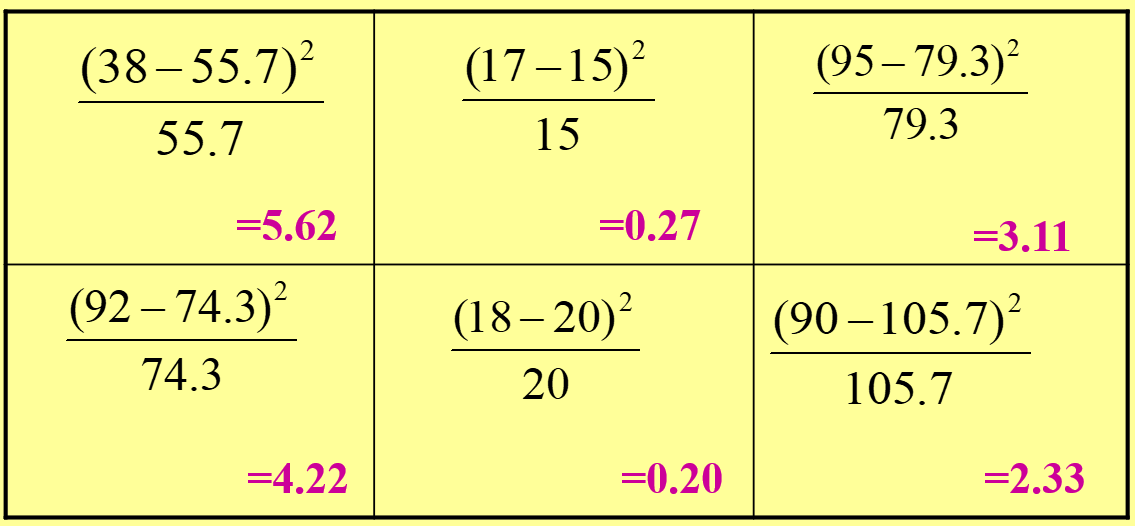 (38 – 55.7)²
55.7
=5.62
(17 – 15)²
15
=0.27
(95 – 79.3)²
79.3
=3.11
(92 – 74.3)²
74.3
=4.22
(18 – 20)²
20
=0.20
(90 – 105.7)²
105.7
=2.33